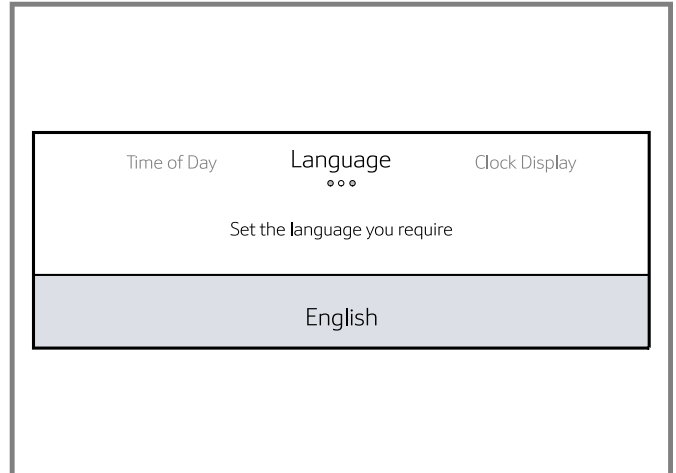 Time of Day Language Clock Display
Set the language you require
English